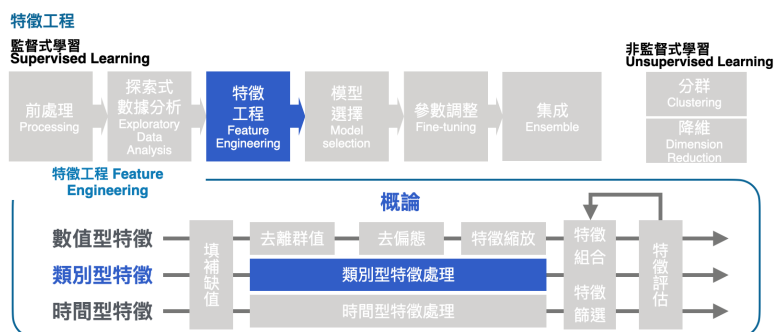 特徵工程
監督式學習
Supervised Learning
非監督式學習
Unsupervised Learning
前處理
Processing
探索式
數據分析
Exploratory
Data
Analysis
特徵
工程
Feature
Engineering
模型
選擇
Model
selection
參數調整
Fine-tuning
集成
Ensemble
分群
Clustering
降維
Dimension
Reduction
特徵工程 Feature
Engineering
概論
數值型特徵
類別型特徵
時間型特徵
填補缺值
去離群值
去偏態
特徵縮放
類別型特徵處理
時間型特徵處理
特徵
組合
特徵
篩選
特徵評估